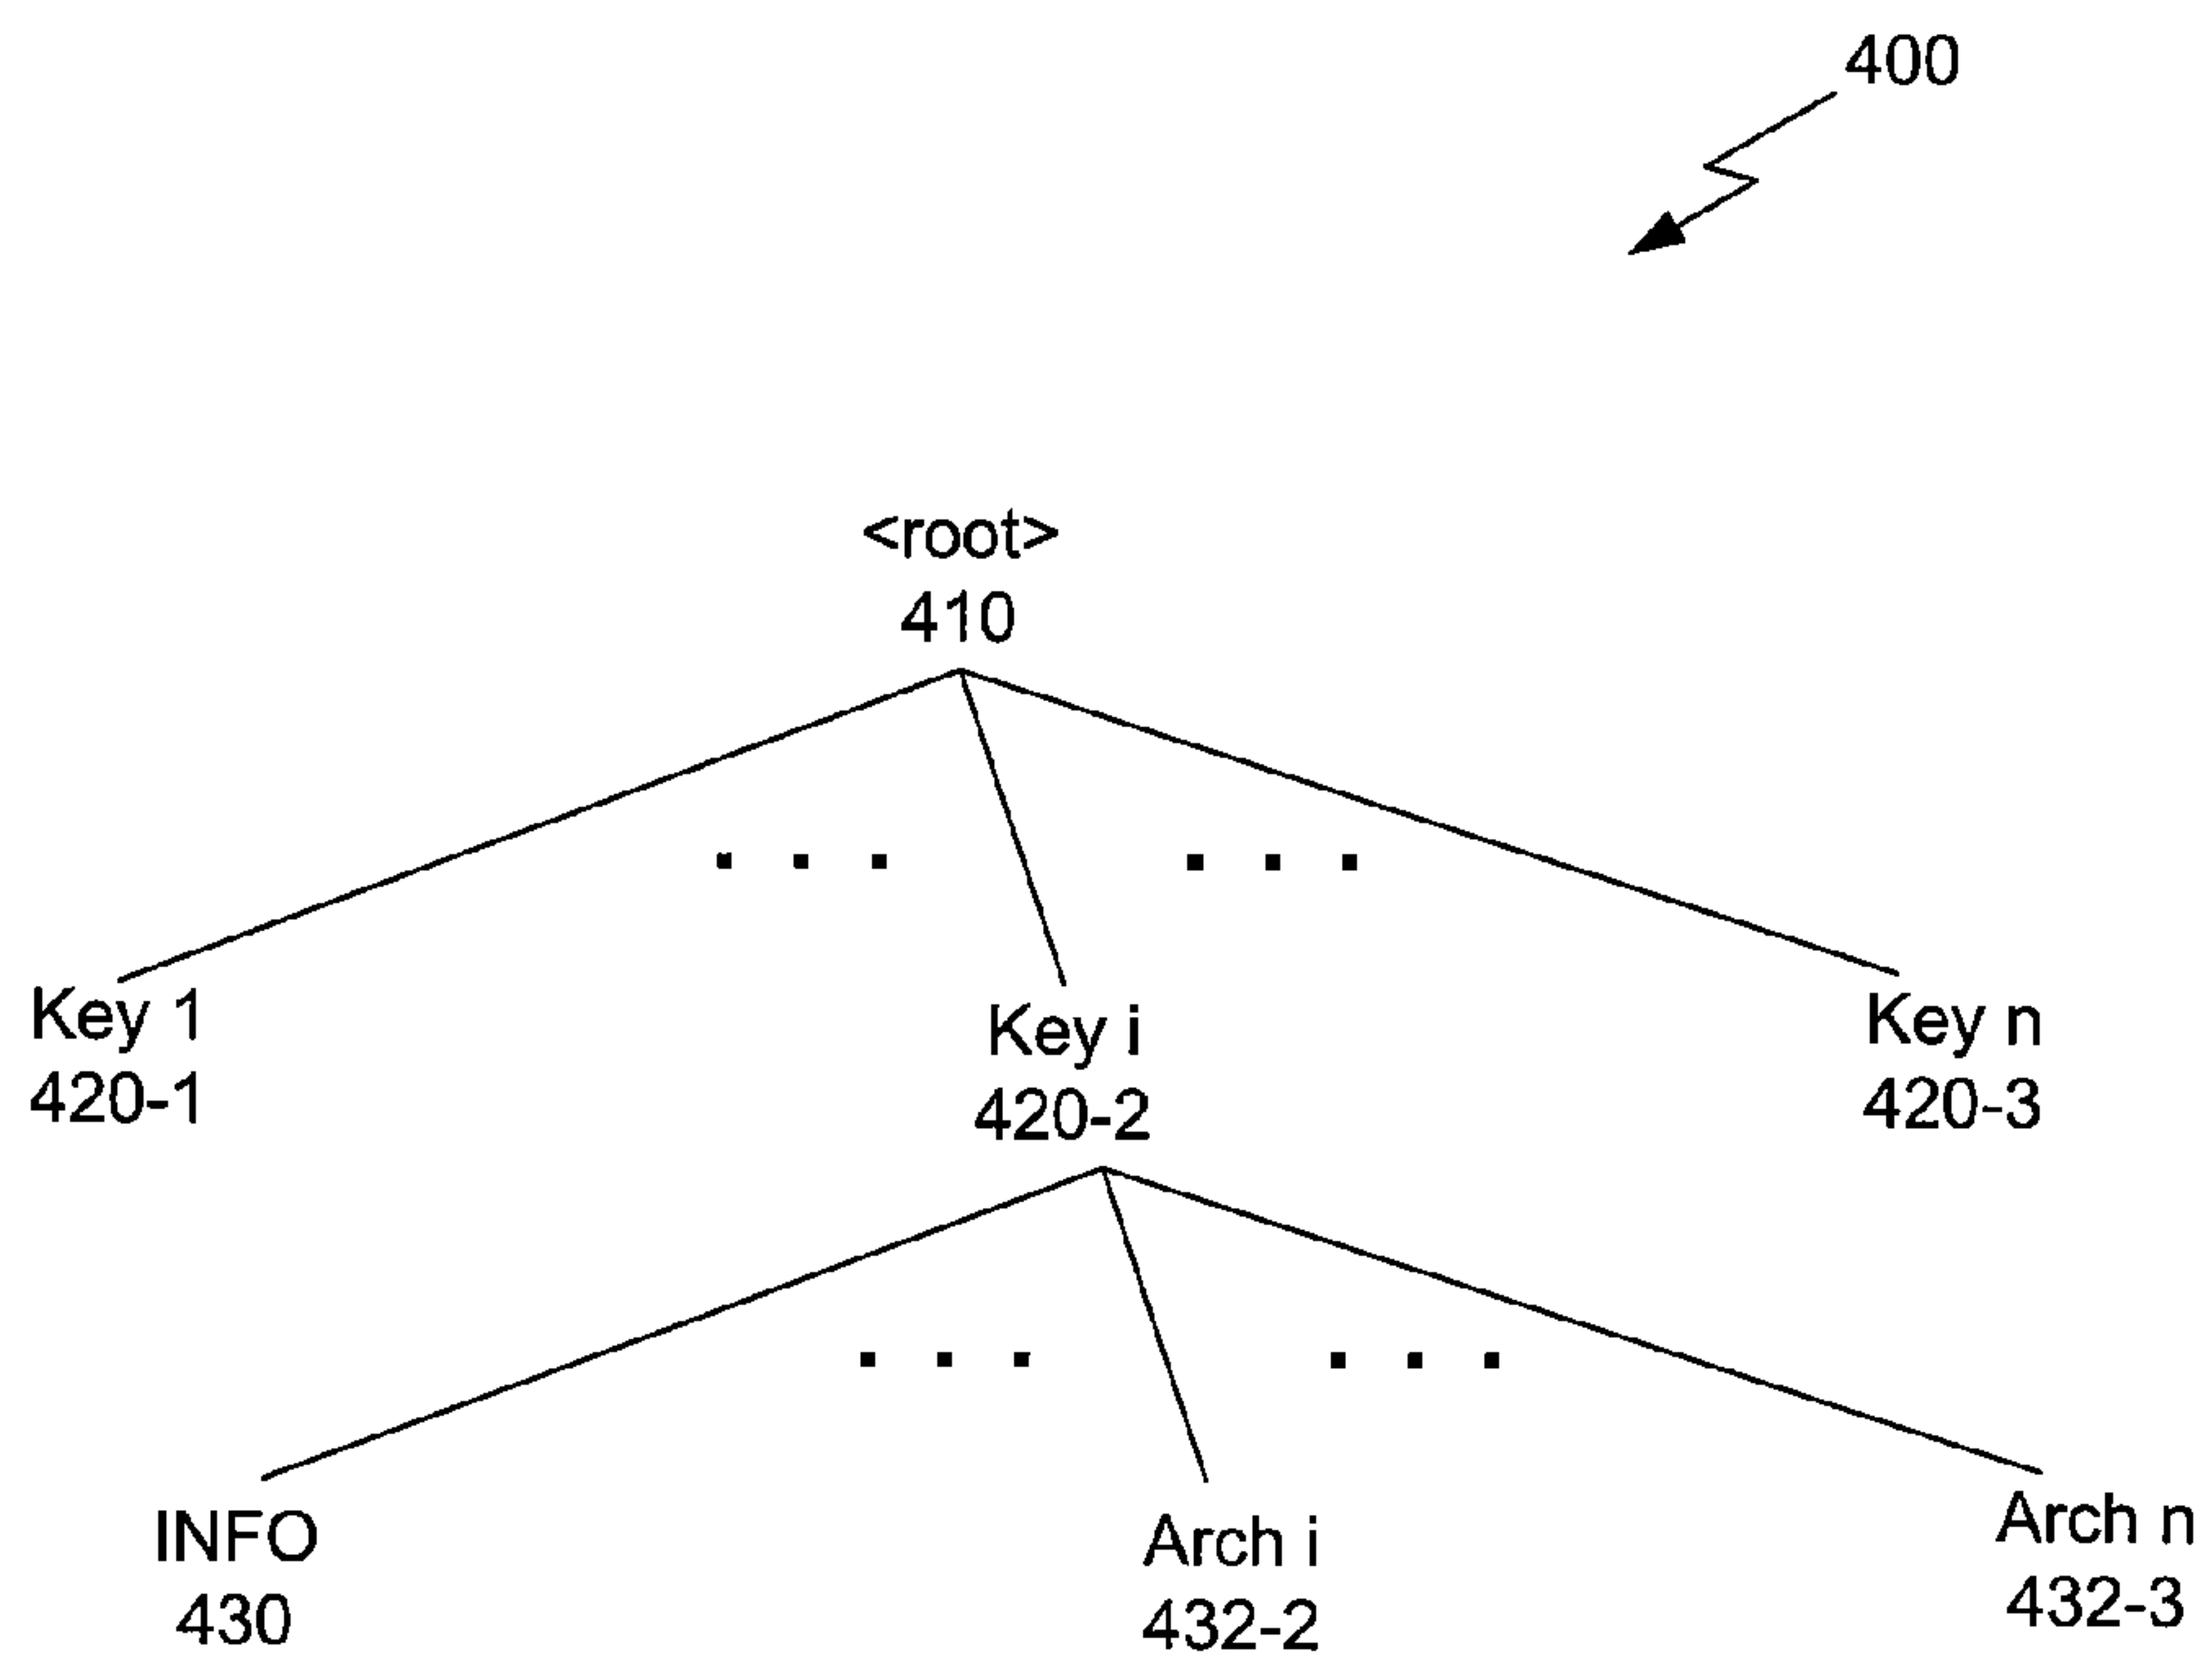 400
<root>
410
Key 1
420-1
Key i
420-2
Key n
420-3
INFO
430
Arch i
432-2
Arch n
432-3